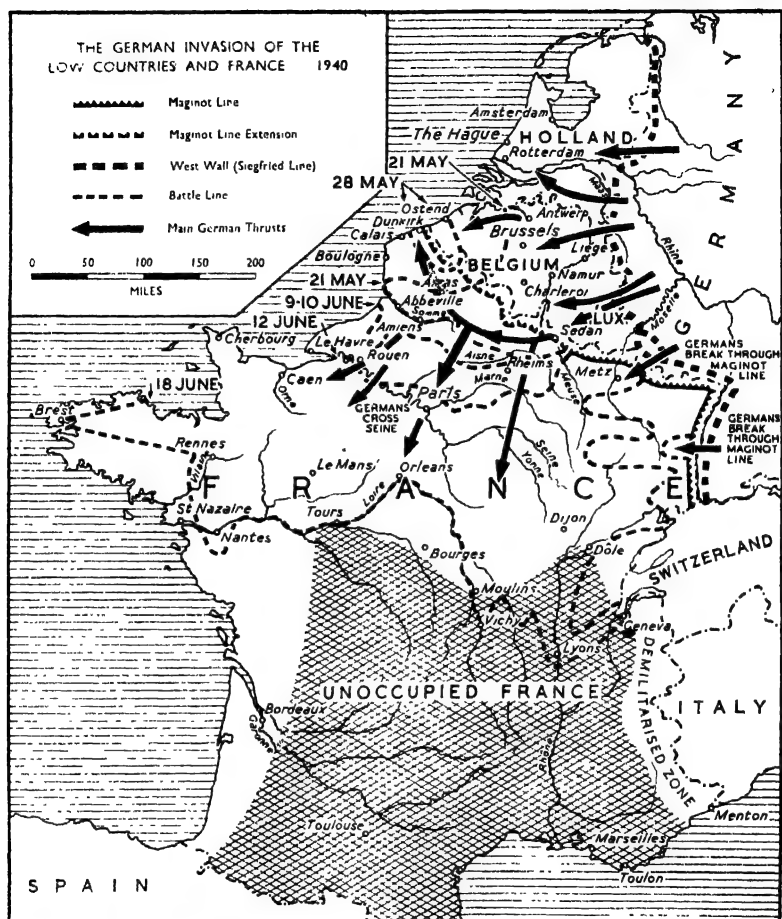 THE GERMAN INVASION OF THE
LOW COUNTRIES AND FRANCE 1940
Maginot Line
Maginot Line Extension
West Wall (Siegfried Line)
Battle Line
Main German Thrusts
0 50 100 150 200
MILES
GERMANY
Amsterdam
The Hague
HOLLAND
Rotterdam
21 MAY
Maas
28 MAY
Ostend
Antwerp
Dunkirk
Calais
Brussels
Rhine
Liege
Boulogne
BELGIUM
Namur
21 MAY
Arras
Charleroi
9-10 JUNE
Abbeville
LUX.
Moselle
12 JUNE
Somme
Amiens
Sedan
Cherbourg
Le Havre
GERMANS
BREAK THROUGH
MAGINOT
LINE
Rouen
Aisne
Rheims
Metz
Caen
Marne
Meuse
18 JUNE
Orne
Paris
GERMANS
CROSS
SEINE
GERMANS
BREAK
THROUGH
MAGINOT
LINE
Brest
Rennes
Seine
Yonne
Le Mans
Vilaine
Orleans
FRANCE
Loire
St Nazaire
Tours
Dijon
Nantes
Bourges
Dôle
SWITZERLAND
Moulins
Vichy
Geneva
Lyons
DEMILITARISED ZONE
UNOCCUPIED FRANCE
ITALY
Bordeaux
Garonne
Rhône
Menton
Toulouse
Marseilles
Toulon
SPAIN